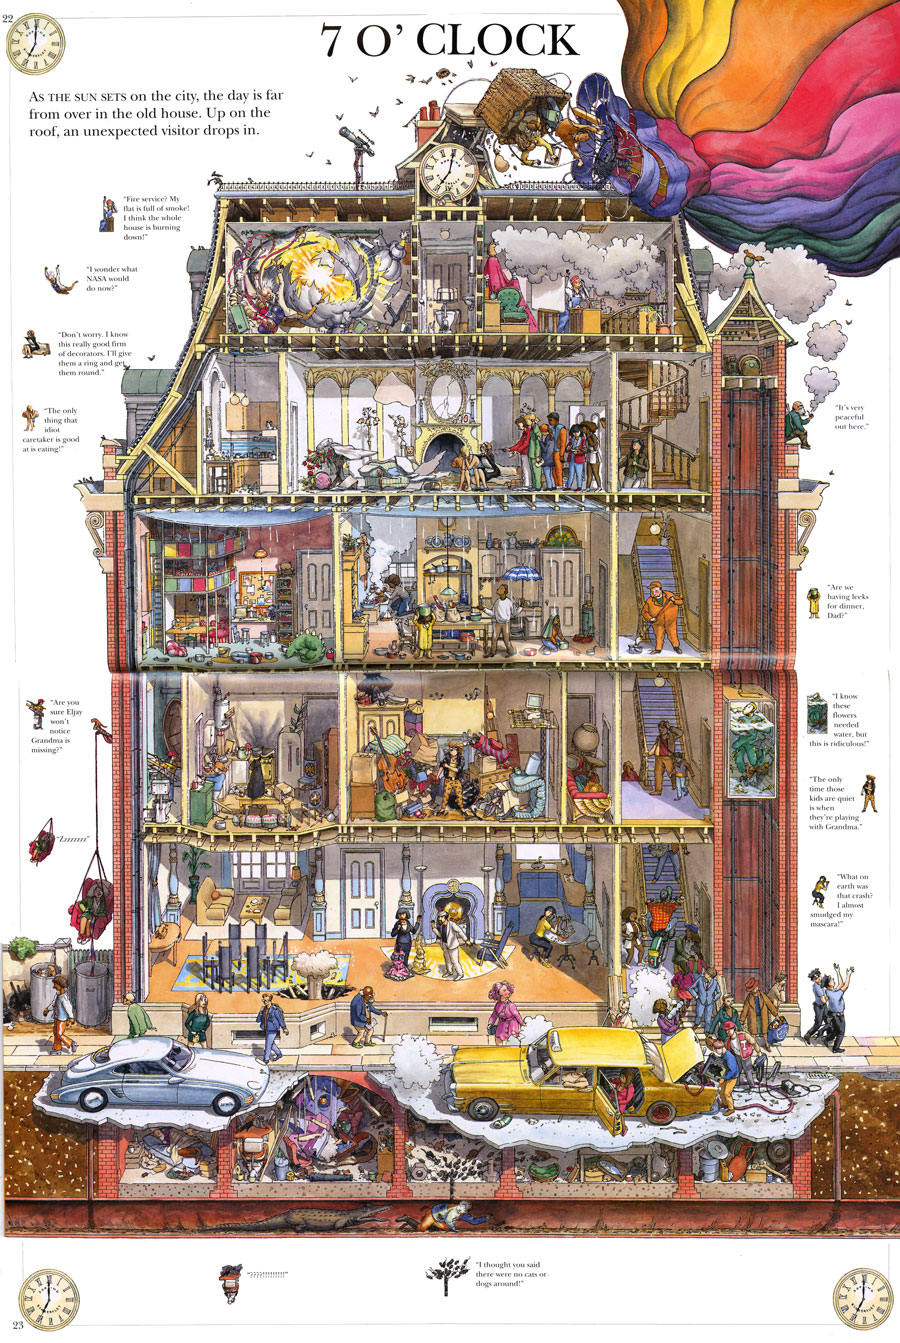 22
7 O' CLOCK
As the sun sets on the city, the day is far
from over in the old house. Up on the
roof, an unexpected visitor drops in.
"Fire service? My
flat is full of smoke!
I think the whole
house is burning
down!"
"I wonder what
NASA would
do now?"
"Don't worry. I know
this really good firm
of decorators. I'll give
them a ring and get
them round."
"The only
thing that
idiot
caretaker is good
at is eating!"
"It's very
peaceful
out here."
"Are we
having leeks
for dinner,
Dad?"
"Are you
sure Eljay
won't
notice
Grandma is
missing?"
"I know
these
flowers
needed
water, but
this is ridiculous!"
"The only
time those
kids are quiet
is when
they're playing
with Grandma."
"Zzzzzzz"
"What on
earth was
that crash?
I almost
smudged my
mascara!"
"????!!!!!!!!!"
"I thought you said
there were no cats or
dogs around!"
23